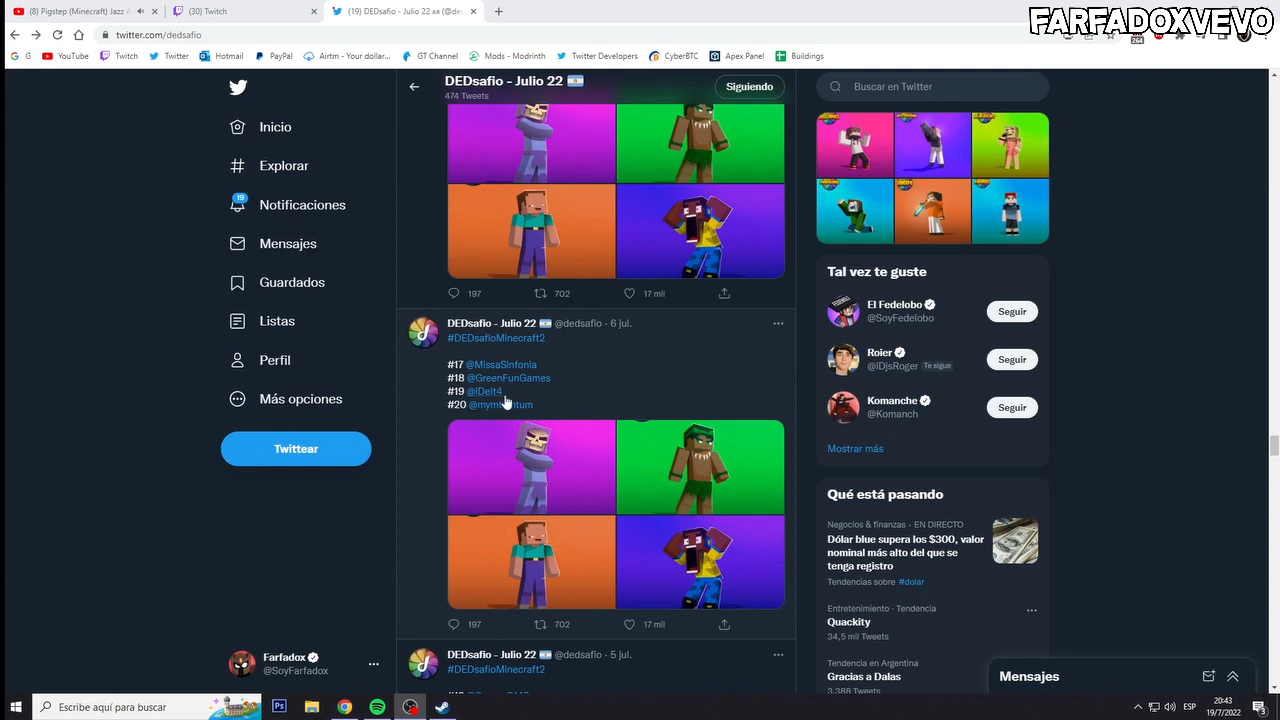 (8) Pigstep (Minecraft) Jazz
(30) Twitch
(19) DEDsafio - Julio 22 AR (@de
FARFADOXVEVO
twitter.com/dedsafio
G
YouTube
Twitch
Twitter
Hotmail
PayPal
Airtm - Your dollar...
GT Channel
Mods - Modrinth
Twitter Developers
CyberBTC
Apex Panel
Buildings
DEDsafio - Julio 22
474 Tweets
Siguiendo
Buscar en Twitter
Inicio
Explorar
19
Notificaciones
Mensajes
Guardados
Listas
Perfil
Más opciones
Twittear
Farfadox
@SoyFarfadox
197
702
17 mil
DEDsafio - Julio 22 @dedsafio · 6 jul.
#DEDsafioMinecraft2
#17 @MissaSinfonia
#18 @GreenFunGames
#19 @iDelt4
#20
197
702
17 mil
DEDsafio - Julio 22 @dedsafio · 5 jul.
#DEDsafioMinecraft2
Tal vez te guste
El Fedelobo
@SoyFedelobo
Seguir
Roier
@iDjsRoger Te sigue
Seguir
Komanche
@Komanch
Seguir
Mostrar más
Qué está pasando
Negocios & finanzas - EN DIRECTO
Dólar blue supera los $300, valor
nominal más alto del que se
tenga registro
Tendencias sobre #dolar
Entretenimiento · Tendencia
Quackity
34,5 mil Tweets
Tendencia en Argentina
Gracias a Dalas
3.388 Tweets
Mensajes
Escribe aquí para buscar
ESP
20:43
19/7/2022